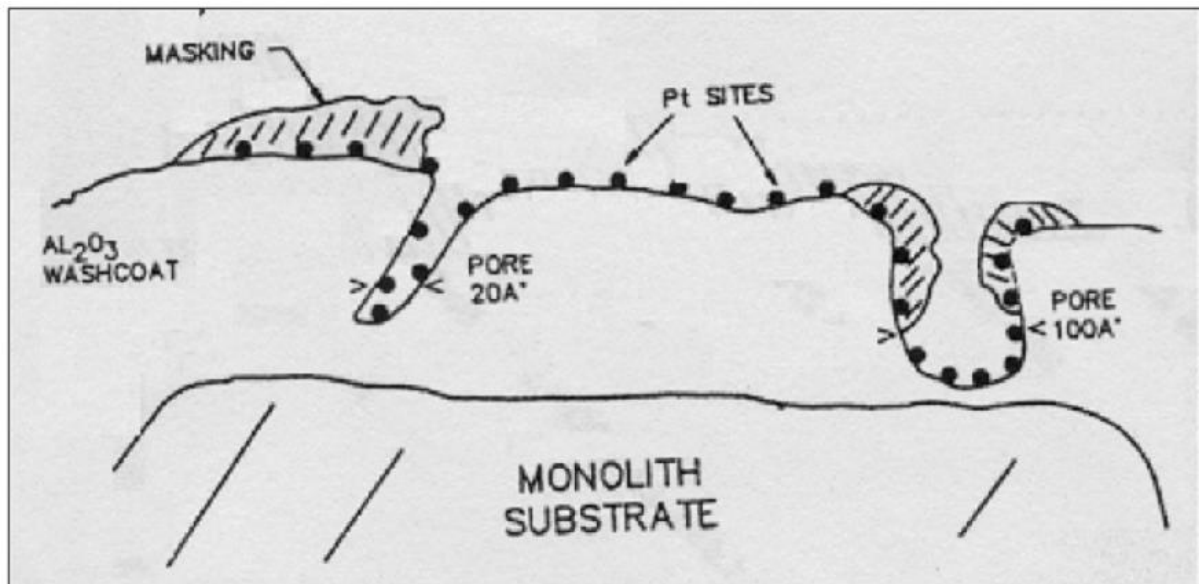 MASKING
Pt SITES
AL₂O₃
WASHCOAT
PORE
20A°
PORE
100A°
MONOLITH
SUBSTRATE